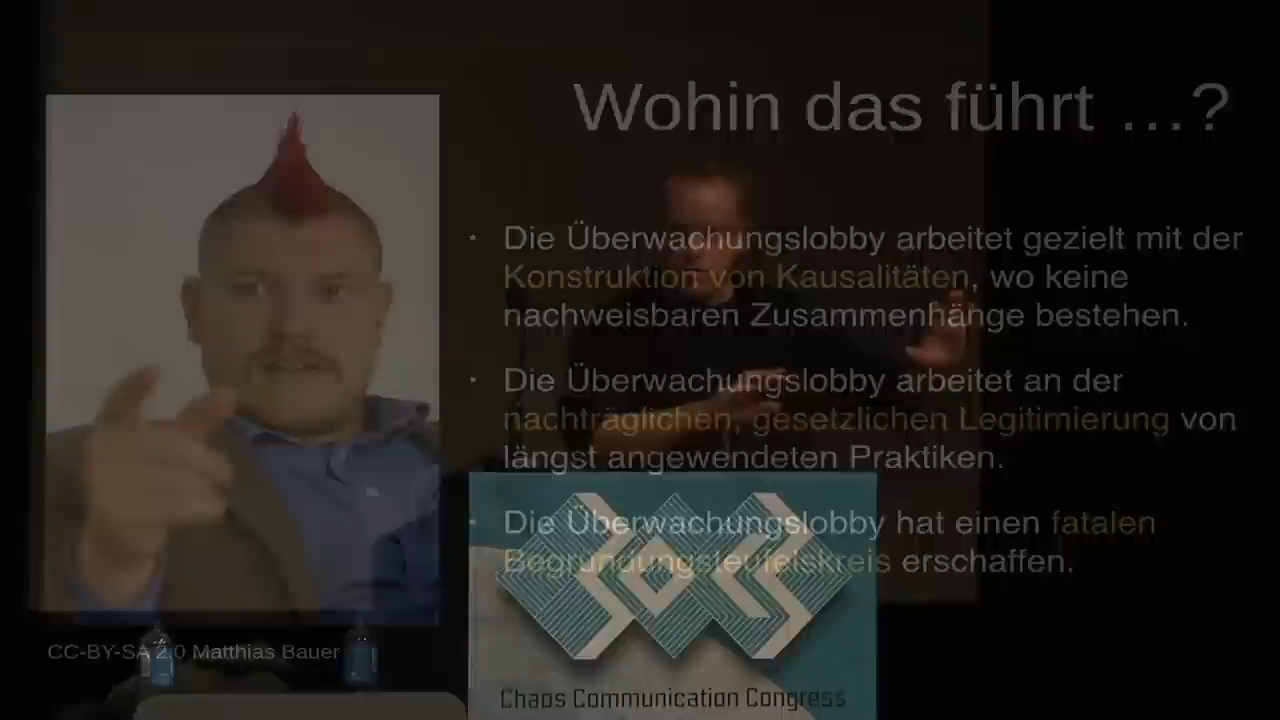 Wohin das führt …?
· Die Überwachungslobby arbeitet gezielt mit der
Konstruktion von Kausalitäten, wo keine
nachweisbaren Zusammenhänge bestehen.
· Die Überwachungslobby arbeitet an der
nachträglichen, gesetzlichen Legitimierung von
längst angewendeten Praktiken.
· Die Überwachungslobby hat einen fatalen
Begründungsteufelskreis erschaffen.
CC-BY-SA 2.0 Matthias Bauer
Chaos Communication Congress